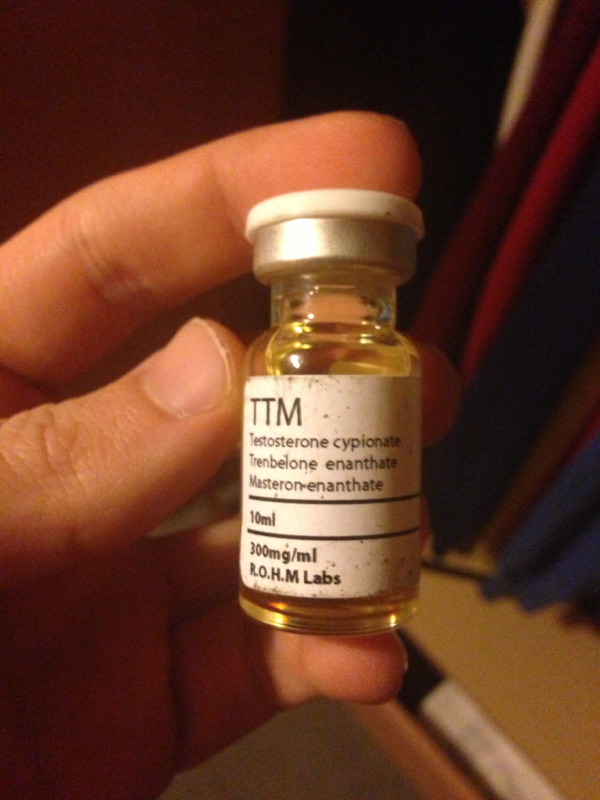 TTM
Testosterone cypionate
Trenbelone enanthate
Masteron enanthate
10ml
300mg/ml
R.O.H.M Labs